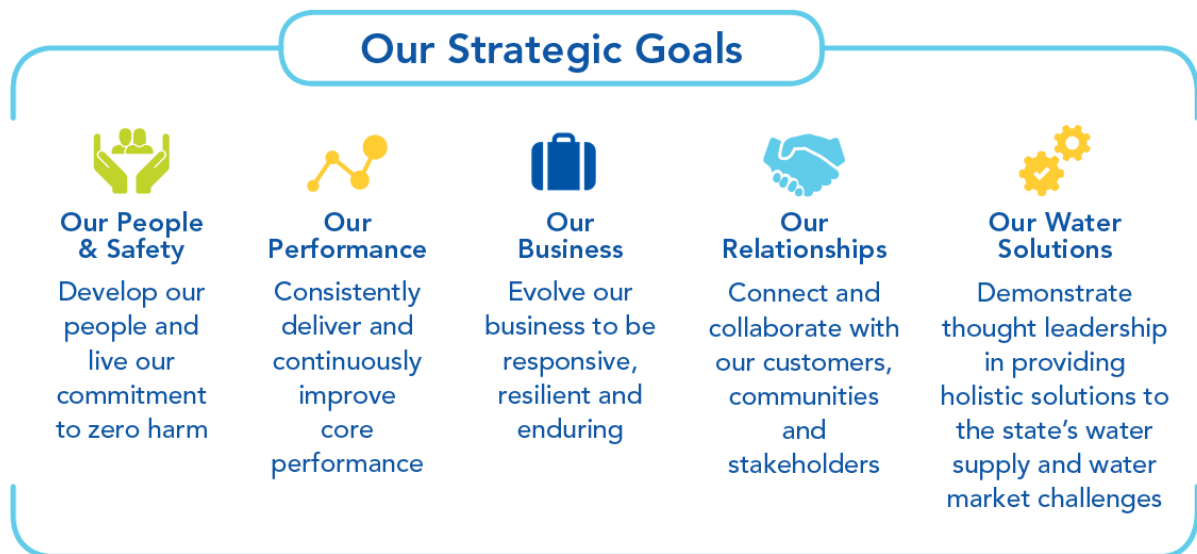 Our Strategic Goals
Our People
& Safety
Develop our
people and
live our
commitment
to zero harm
Our
Performance
Consistently
deliver and
continuously
improve
core
performance
Our
Business
Evolve our
business to be
responsive,
resilient and
enduring
Our
Relationships
Connect and
collaborate with
our customers,
communities
and
stakeholders
Our Water
Solutions
Demonstrate
thought leadership
in providing
holistic solutions to
the state’s water
supply and water
market challenges